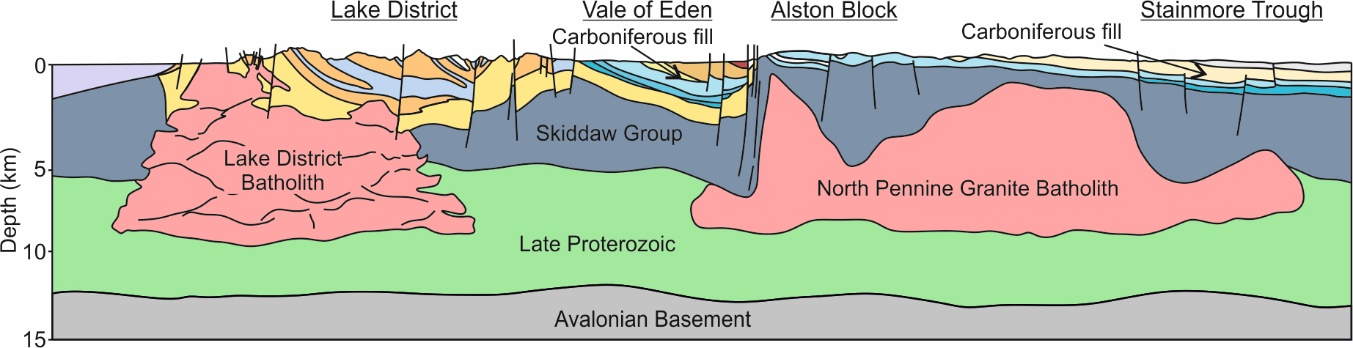 Lake District
Vale of Eden
Alston Block
Stainmore Trough
Carboniferous fill
Carboniferous fill
0
Skiddaw Group
Lake District
Batholith
5
North Pennine Granite Batholith
Depth (km)
Late Proterozoic
10
Avalonian Basement
15